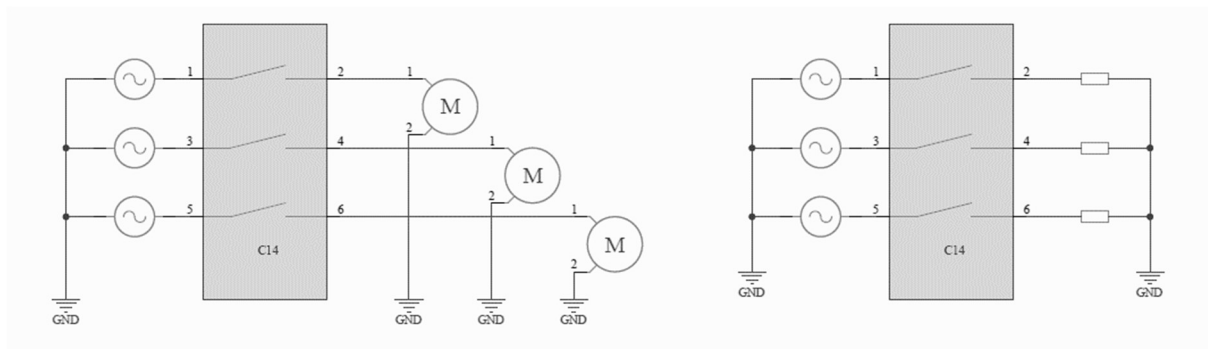 1 2 1
M
2
3 4 1
M
2
5 6 1
M
2
C14
GND GND GND GND
1 2
3 4
5 6
C14
GND GND